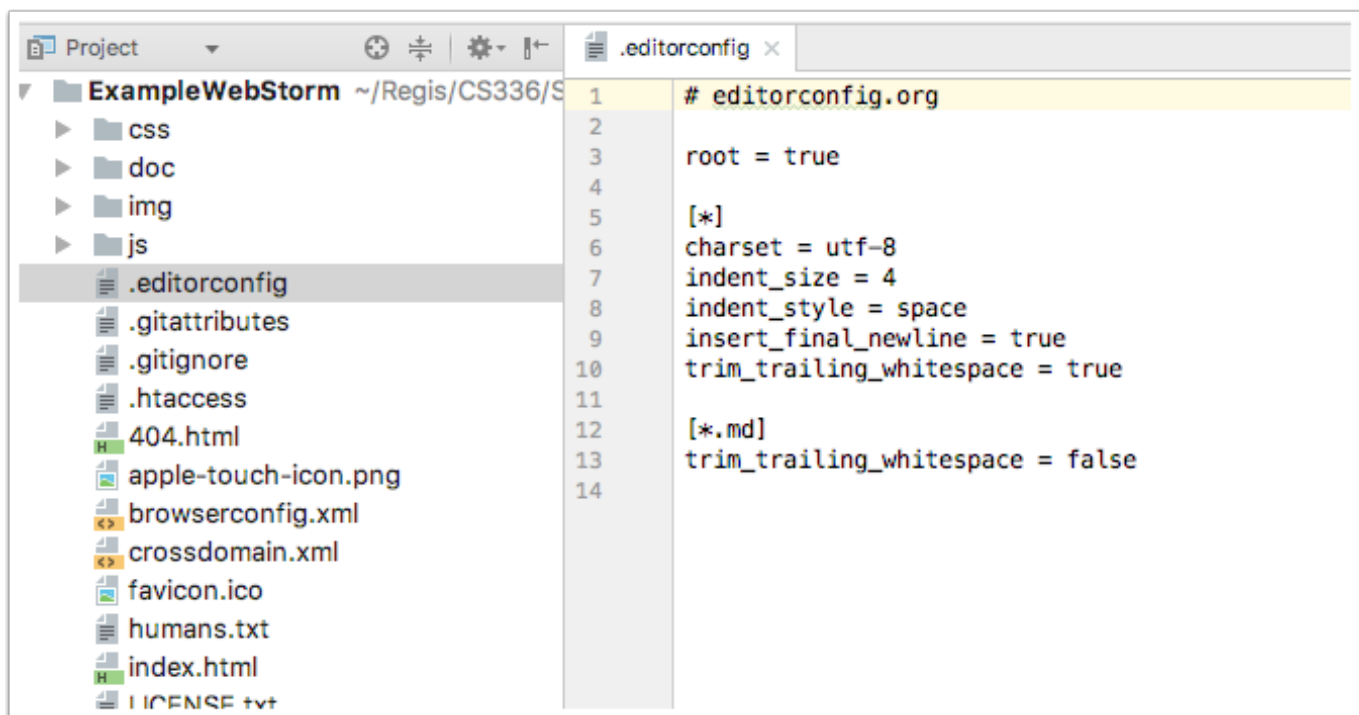 Project
ExampleWebStorm ~/Regis/CS336/S
css
doc
img
js
.editorconfig
.gitattributes
.gitignore
.htaccess
404.html
apple-touch-icon.png
browserconfig.xml
crossdomain.xml
favicon.ico
humans.txt
index.html
LICENSE.txt
.editorconfig
1 # editorconfig.org
2
3 root = true
4
5 [*]
6 charset = utf-8
7 indent_size = 4
8 indent_style = space
9 insert_final_newline = true
10 trim_trailing_whitespace = true
11
12 [*.md]
13 trim_trailing_whitespace = false
14